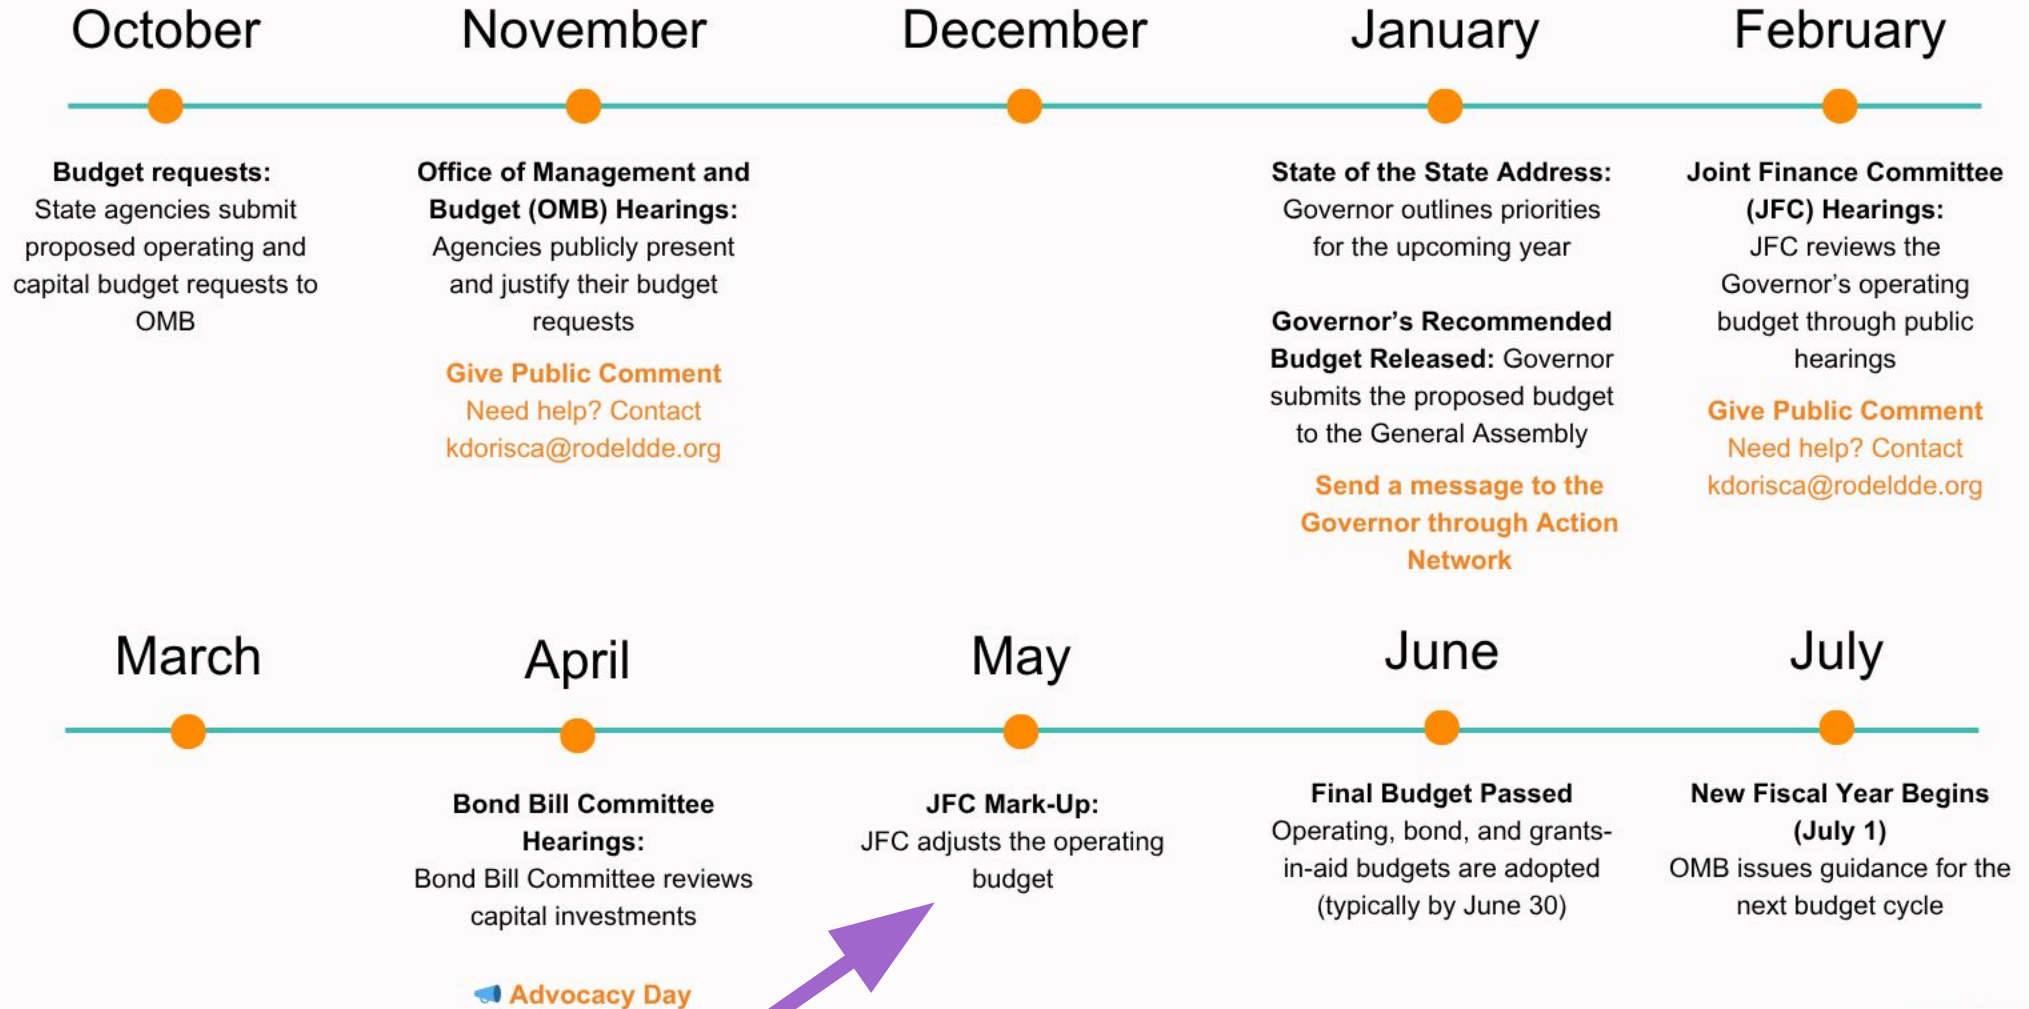 October
November
December
January
February
Budget requests:
State agencies submit
proposed operating and
capital budget requests to
OMB
Office of Management and
Budget (OMB) Hearings:
Agencies publicly present
and justify their budget
requests
Give Public Comment
Need help? Contact
kdorisca@rodeldde.org
State of the State Address:
Governor outlines priorities
for the upcoming year
Governor's Recommended
Budget Released: Governor
submits the proposed budget
to the General Assembly
Send a message to the
Governor through Action
Network
Joint Finance Committee
(JFC) Hearings:
JFC reviews the
Governor's operating
budget through public
hearings
Give Public Comment
Need help? Contact
kdorisca@rodeldde.org
March
April
May
June
July
Bond Bill Committee
Hearings:
Bond Bill Committee reviews
capital investments
Advocacy Day
JFC Mark-Up:
JFC adjusts the operating
budget
Final Budget Passed
Operating, bond, and grants-
in-aid budgets are adopted
(typically by June 30)
New Fiscal Year Begins
(July 1)
OMB issues guidance for the
next budget cycle